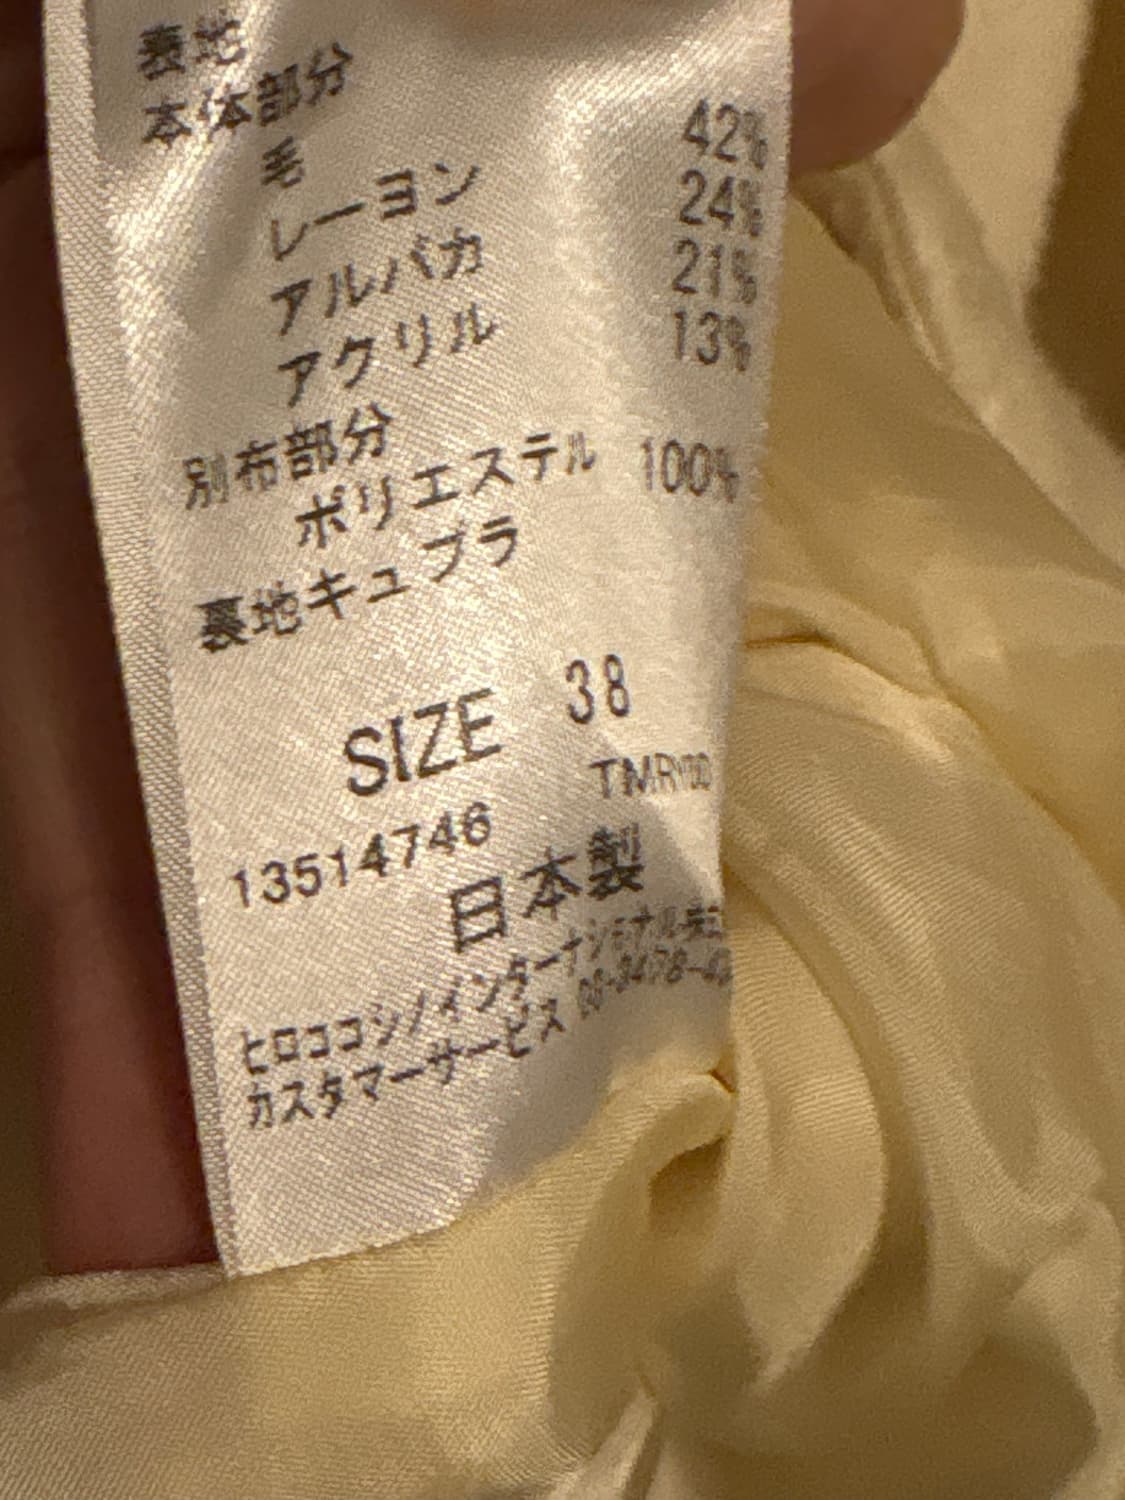 表地
本体部分
毛 42%
レーヨン 24%
アルパカ 21%
アクリル 13%
別布部分
ポリエステル 100%
裏地キュプラ
SIZE 38
13514746
日本製
ヒロココシノインターナショナル
カスタマーサービス